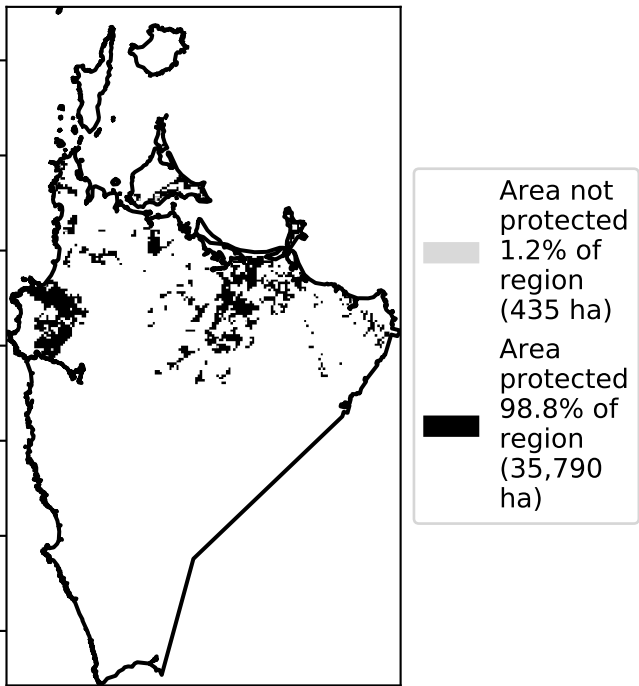 Area not
protected
1.2% of
region
(435 ha)
Area
protected
98.8% of
region
(35,790
ha)